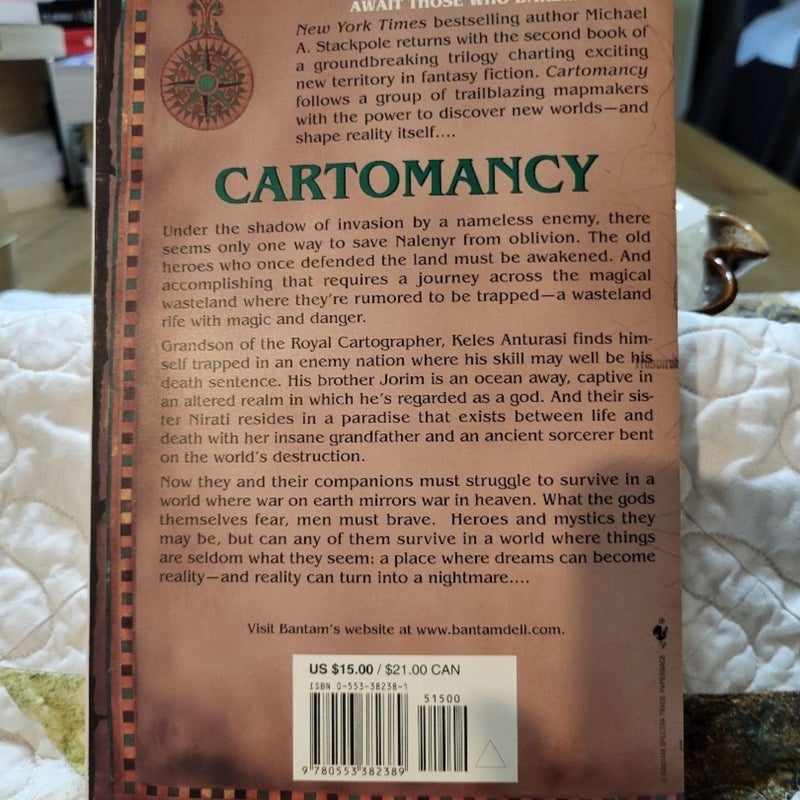 AWAIT THOSE WHO
New York Times bestselling author Michael
A. Stackpole returns with the second book of
a groundbreaking trilogy charting exciting
new territory in fantasy fiction. Cartomancy
follows a group of trailblazing mapmakers
with the power to discover new worlds—and
shape reality itself....
CARTOMANCY
Under the shadow of invasion by a nameless enemy, there
seems only one way to save Nalenyr from oblivion. The old
heroes who once defended the land must be awakened. And
accomplishing that requires a journey across the magical
wasteland where they're rumored to be trapped—a wasteland
rife with magic and danger.
Grandson of the Royal Cartographer, Keles Anturasi finds him-
self trapped in an enemy nation where his skill may well be his
death sentence. His brother Jorim is an ocean away, captive in
an altered realm in which he's regarded as a god. And their sis-
ter Nirati resides in a paradise that exists between life and
death with her insane grandfather and an ancient sorcerer bent
on the world's destruction.
Now they and their companions must struggle to survive in a
world where war on earth mirrors war in heaven. What the gods
themselves fear, men must brave. Heroes and mystics they
may be, but can any of them survive in a world where things
are seldom what they seem: a place where dreams can become
reality—and reality can turn into a nightmare....
Visit Bantam's website at www.bantamdell.com.
US $15.00 / $21.00 CAN
ISBN 0-553-38238-1
51500
9 780553 382389
A BANTAM SPECTRA TRADE PAPERBACK